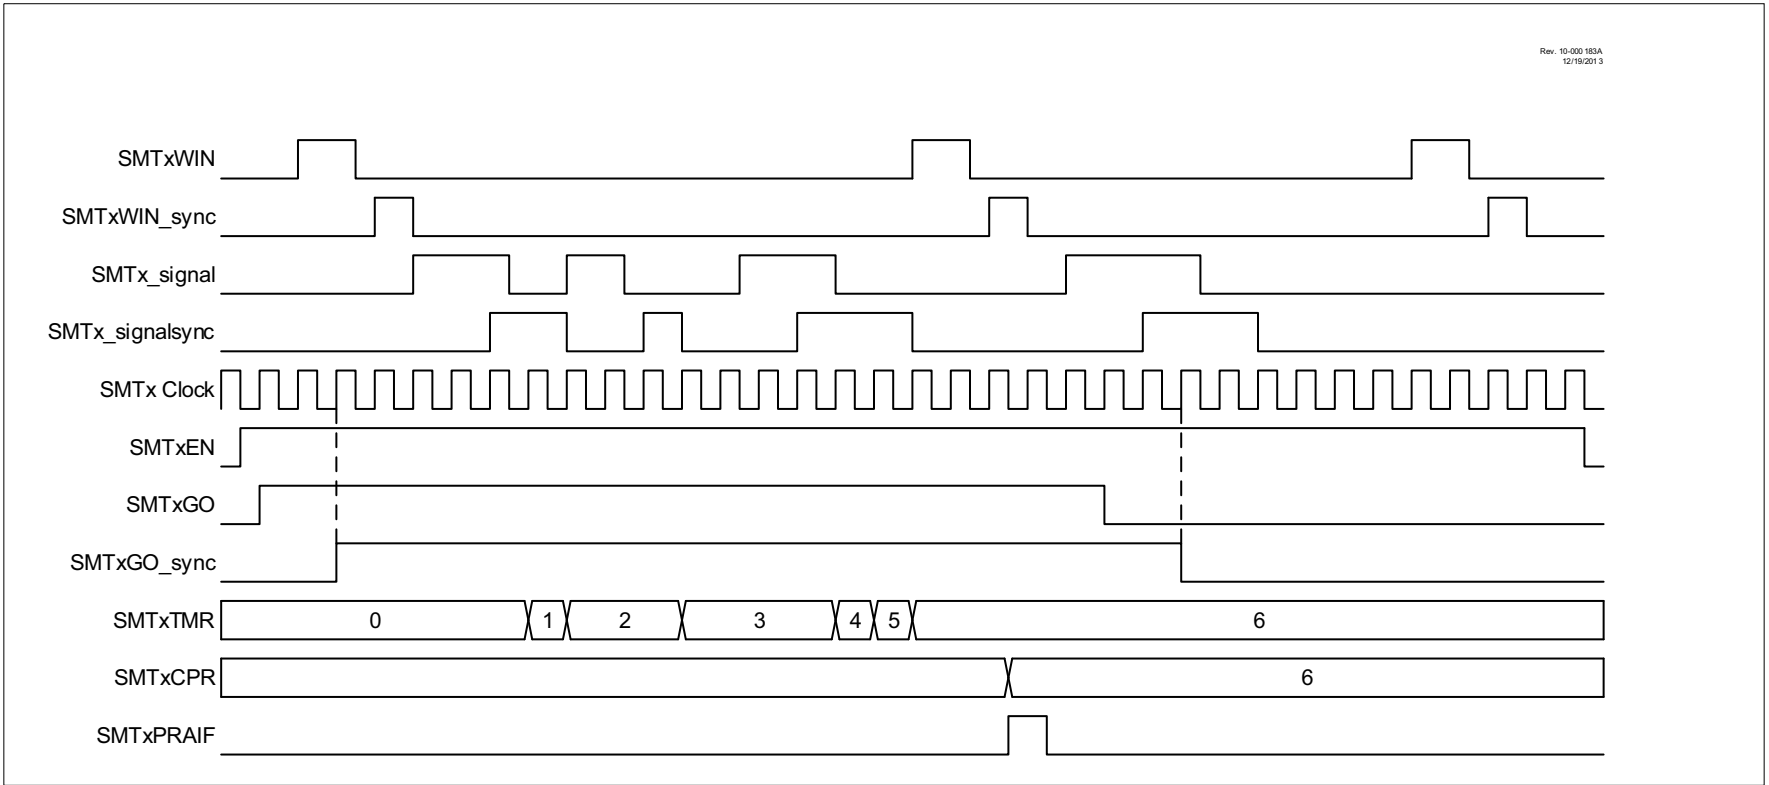 Rev. 10-000 183A
12/19/201 3
SMTxWIN
SMTxWIN_sync
SMTx_signal
SMTx_signalsync
SMTx Clock
SMTxEN
SMTxGO
SMTxGO_sync
SMTxTMR 0 1 2 3 4 5 6
SMTxCPR 6
SMTxPRAIF